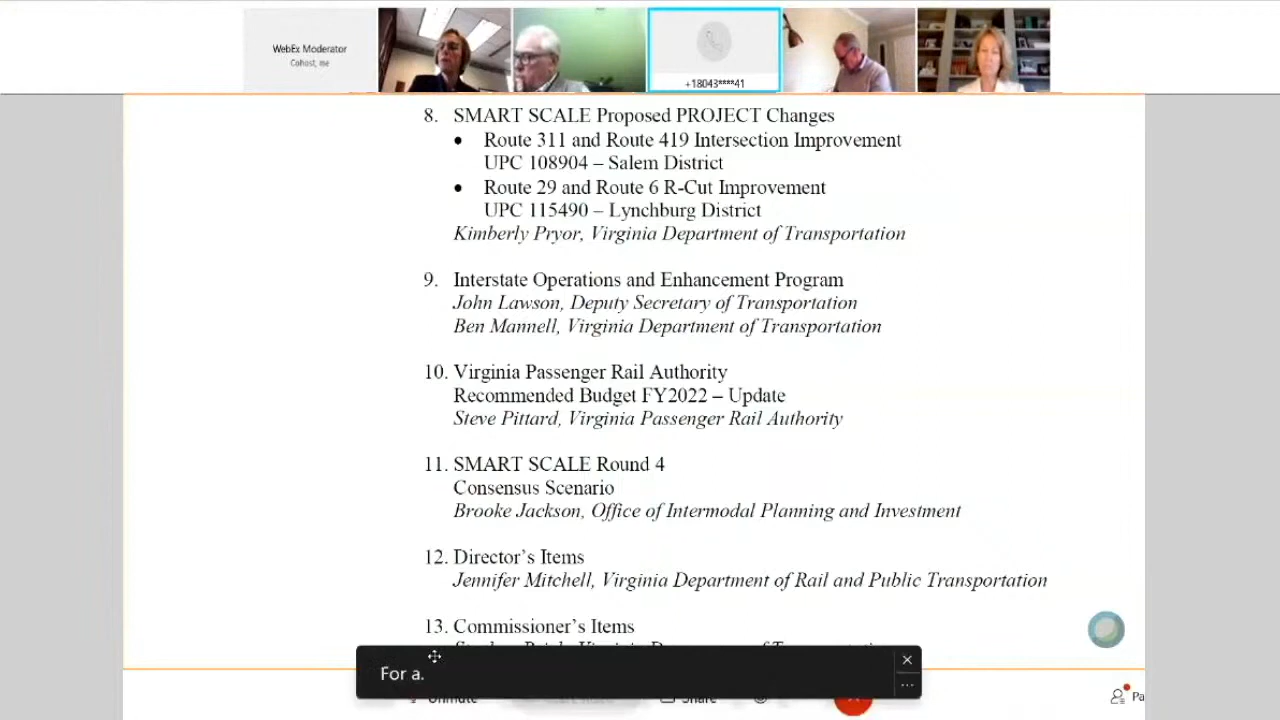 WebEx Moderator
Cohost, me
+18043****41
8. SMART SCALE Proposed PROJECT Changes
• Route 311 and Route 419 Intersection Improvement
UPC 108904 – Salem District
• Route 29 and Route 6 R-Cut Improvement
UPC 115490 – Lynchburg District
Kimberly Pryor, Virginia Department of Transportation
9. Interstate Operations and Enhancement Program
John Lawson, Deputy Secretary of Transportation
Ben Mannell, Virginia Department of Transportation
10. Virginia Passenger Rail Authority
Recommended Budget FY2022 – Update
Steve Pittard, Virginia Passenger Rail Authority
11. SMART SCALE Round 4
Consensus Scenario
Brooke Jackson, Office of Intermodal Planning and Investment
12. Director's Items
Jennifer Mitchell, Virginia Department of Rail and Public Transportation
13. Commissioner's Items
For a.
Unmute
Share
Pa